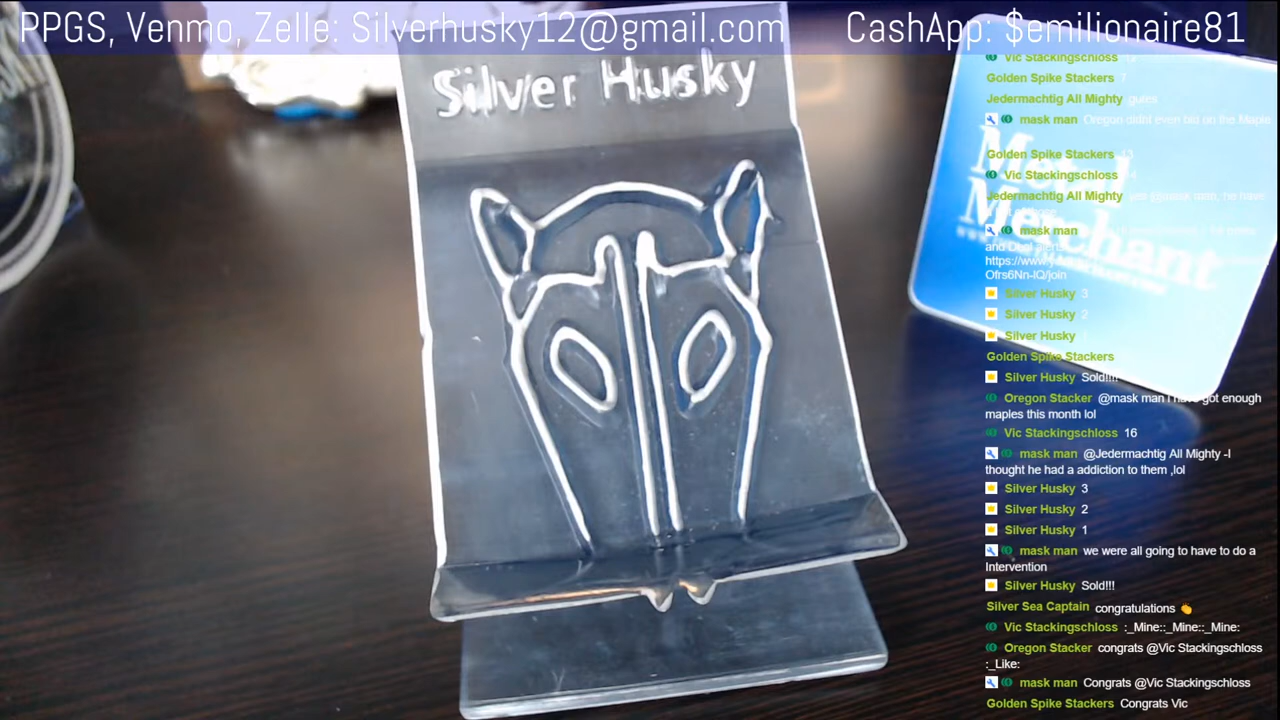 PPGS, Venmo, Zelle: Silverhusky12@gmail.com
CashApp: $emilionaire81
Silver Husky
Metal
Merchant
Vic Stackingschloss
Golden Spike Stackers 7
Jedermachtig All Mighty
mask man Oregon didnt even bid on the Maple
Golden Spike Stackers
Vic Stackingschloss
Jedermachtig All Mighty
mask man
Silver Husky 3
Silver Husky 2
Silver Husky
Golden Spike Stackers
Silver Husky Sold!!!
Oregon Stacker @mask man I have got enough
maples this month lol
Vic Stackingschloss 16
mask man @Jedermachtig All Mighty -I
thought he had a addiction to them ,lol
Silver Husky 3
Silver Husky 2
Silver Husky 1
mask man we were all going to have to do a
Intervention
Silver Husky Sold!!!
Silver Sea Captain congratulations 👏
Vic Stackingschloss :_Mine::_Mine::_Mine:
Oregon Stacker congrats @Vic Stackingschloss
:_Like:
mask man Congrats @Vic Stackingschloss
Golden Spike Stackers Congrats Vic